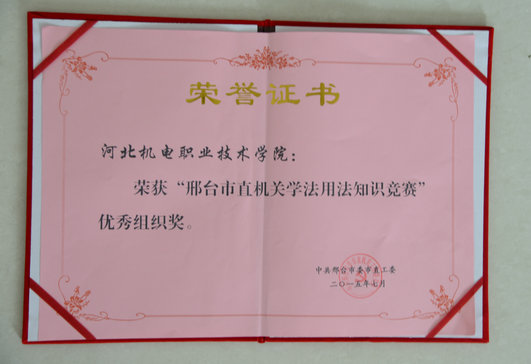 荣誉证书
河北机电职业技术学院：
荣获“邢台市直机关学法用法知识竞赛”
优秀组织奖。
中共邢台市委市直工委
二〇一五年七月